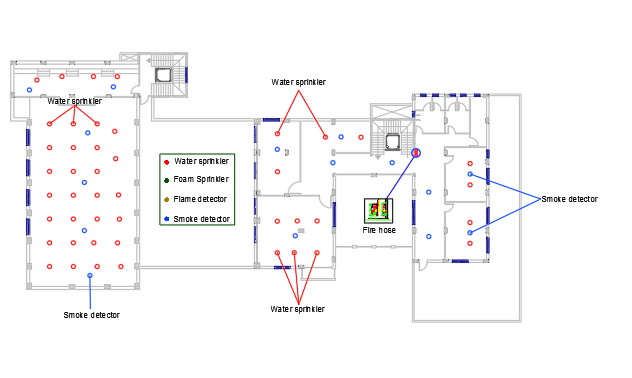 Water sprinkler
Water sprinkler
Water sprinkler
Foam Sprinkler
Flame detector
Smoke detector
Smoke detector
Fire hose
Water sprinkler
Smoke detector